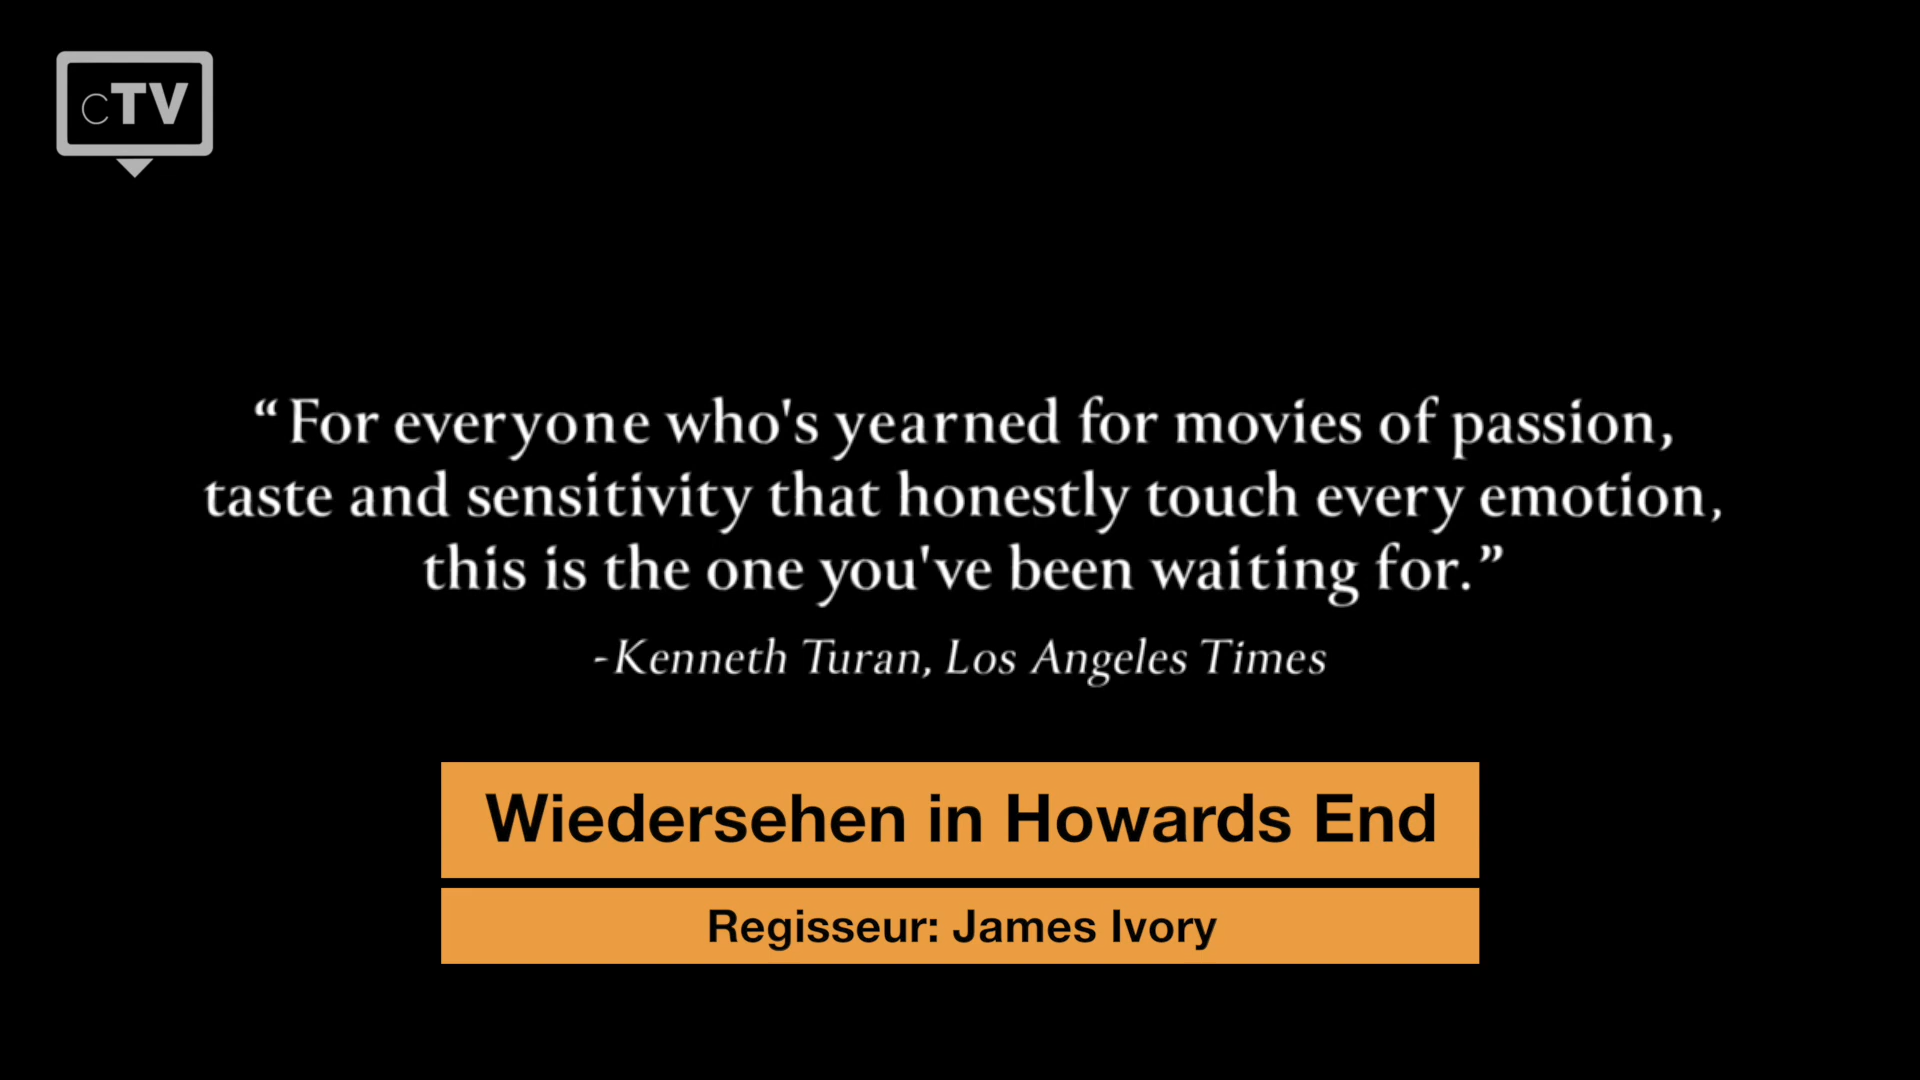 cTV
“For everyone who's yearned for movies of passion,
taste and sensitivity that honestly touch every emotion,
this is the one you've been waiting for.”
-Kenneth Turan, Los Angeles Times
Wiedersehen in Howards End
Regisseur: James Ivory